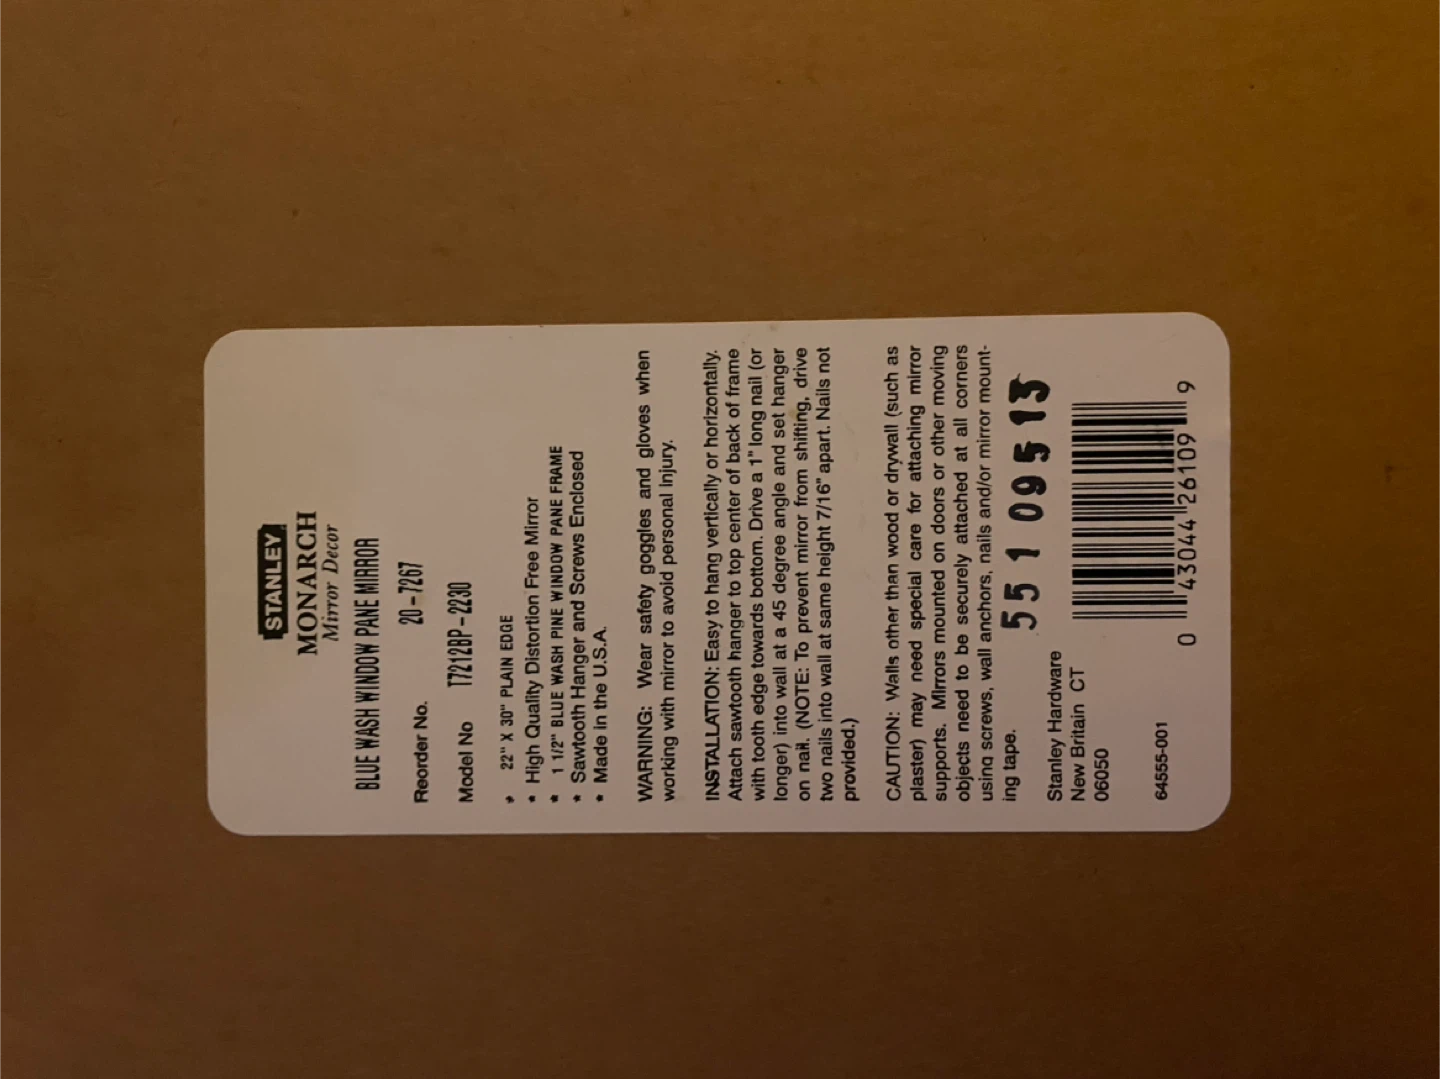 STANLEY
MONARCH
Mirror Decor
BLUE WASH WINDOW PANE MIRROR
Reorder No. 20-7267
Model No T7212BP-2230
* 22" X 30" PLAIN EDGE
* High Quality Distortion Free Mirror
* 1 1/2" BLUE WASH PINE WINDOW PANE FRAME
* Sawtooth Hanger and Screws Enclosed
* Made in the U.S.A.
WARNING: Wear safety goggles and gloves when
working with mirror to avoid personal injury.
INSTALLATION: Easy to hang vertically or horizontally.
Attach sawtooth hanger to top center of back of frame
with tooth edge towards bottom. Drive a 1" long nail (or
longer) into wall at a 45 degree angle and set hanger
on nail. (NOTE: To prevent mirror from shifting, drive
two nails into wall at same height 7/16" apart. Nails not
provided.)
CAUTION: Walls other than wood or drywall (such as
plaster) may need special care for attaching mirror
supports. Mirrors mounted on doors or other moving
objects need to be securely attached at all corners
using screws, wall anchors, nails and/or mirror mount-
ing tape.
551 09513
Stanley Hardware
New Britain CT
06050
64555-001
0 43044 26109 9